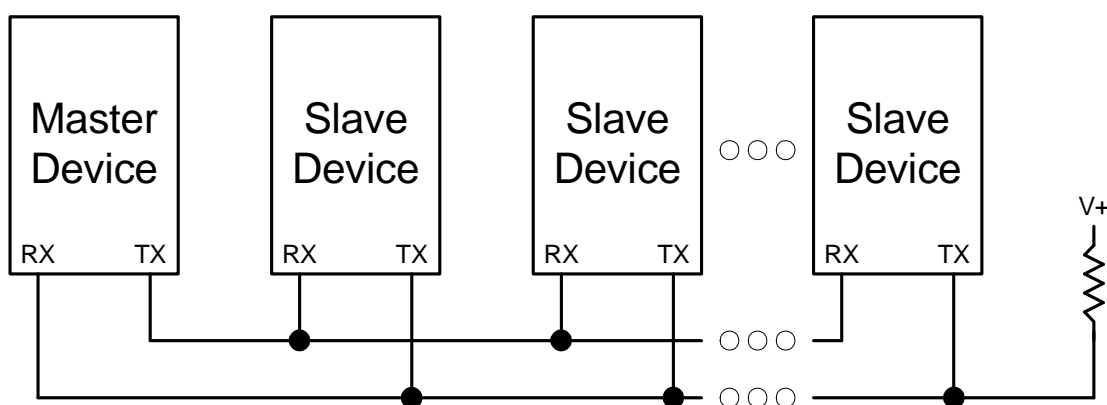 Master
Device
Slave
Device
Slave
Device
Slave
Device
V+
RX TX
RX TX
RX TX
RX TX